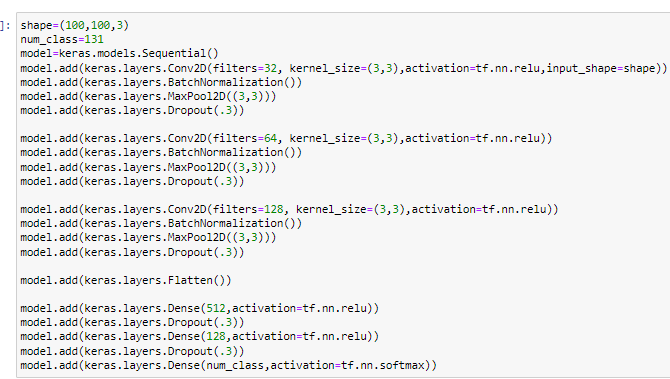 ]: shape=(100,100,3)
num_class=131
model=keras.models.Sequential()
model.add(keras.layers.Conv2D(filters=32, kernel_size=(3,3),activation=tf.nn.relu,input_shape=shape))
model.add(keras.layers.BatchNormalization())
model.add(keras.layers.MaxPool2D((3,3)))
model.add(keras.layers.Dropout(.3))
model.add(keras.layers.Conv2D(filters=64, kernel_size=(3,3),activation=tf.nn.relu))
model.add(keras.layers.BatchNormalization())
model.add(keras.layers.MaxPool2D((3,3)))
model.add(keras.layers.Dropout(.3))
model.add(keras.layers.Conv2D(filters=128, kernel_size=(3,3),activation=tf.nn.relu))
model.add(keras.layers.BatchNormalization())
model.add(keras.layers.MaxPool2D((3,3)))
model.add(keras.layers.Dropout(.3))
model.add(keras.layers.Flatten())
model.add(keras.layers.Dense(512,activation=tf.nn.relu))
model.add(keras.layers.Dropout(.3))
model.add(keras.layers.Dense(128,activation=tf.nn.relu))
model.add(keras.layers.Dropout(.3))
model.add(keras.layers.Dense(num_class,activation=tf.nn.softmax))